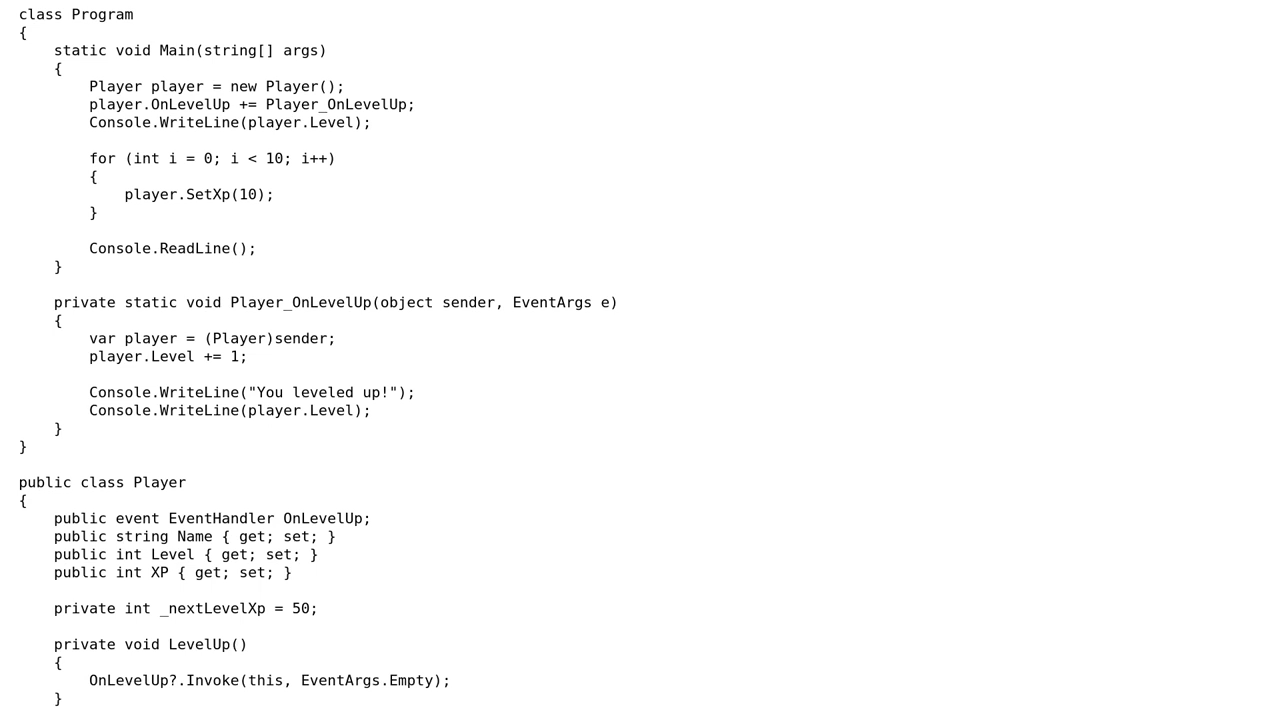 class Program
{
    static void Main(string[] args)
    {
        Player player = new Player();
        player.OnLevelUp += Player_OnLevelUp;
        Console.WriteLine(player.Level);

        for (int i = 0; i < 10; i++)
        {
            player.SetXp(10);
        }

        Console.ReadLine();
    }

    private static void Player_OnLevelUp(object sender, EventArgs e)
    {
        var player = (Player)sender;
        player.Level += 1;

        Console.WriteLine("You leveled up!");
        Console.WriteLine(player.Level);
    }
}

public class Player
{
    public event EventHandler OnLevelUp;
    public string Name { get; set; }
    public int Level { get; set; }
    public int XP { get; set; }

    private int _nextLevelXp = 50;

    private void LevelUp()
    {
        OnLevelUp?.Invoke(this, EventArgs.Empty);
    }